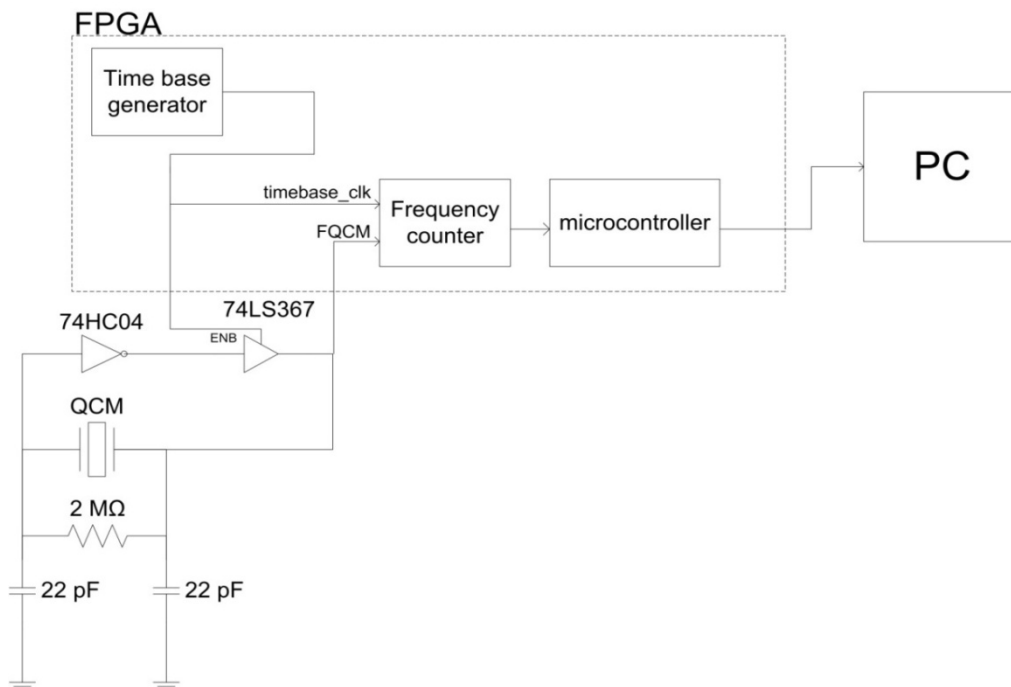 FPGA
Time base
generator
PC
timebase_clk
Frequency
counter
microcontroller
FQCM
74HC04
74LS367
ENB
QCM
2 MΩ
22 pF
22 pF